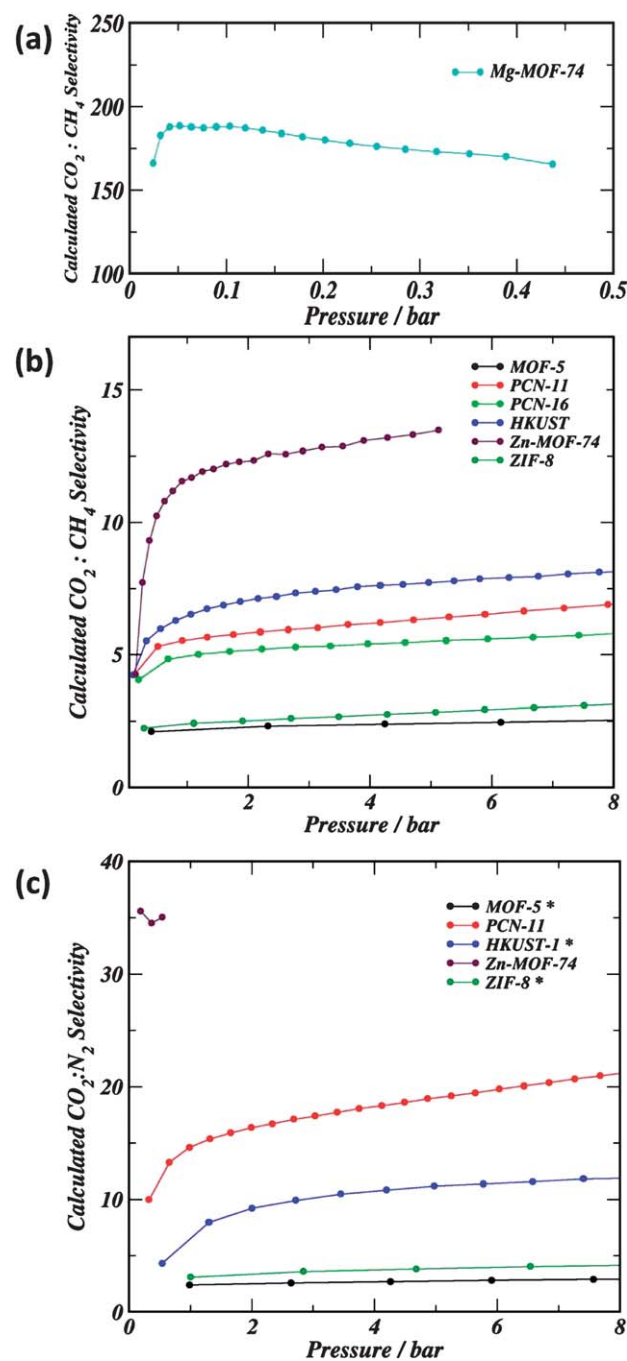 (a)
Calculated CO2 : CH4 Selectivity
250
200
150
100
Mg-MOF-74
0 0.1 0.2 0.3 0.4 0.5
Pressure / bar
(b)
Calculated CO2 : CH4 Selectivity
15
10
5
0
MOF-5
PCN-11
PCN-16
HKUST
Zn-MOF-74
ZIF-8
2 4 6 8
Pressure / bar
(c)
Calculated CO2:N2 Selectivity
40
30
20
10
0
MOF-5 *
PCN-11
HKUST-1 *
Zn-MOF-74
ZIF-8 *
0 2 4 6 8
Pressure / bar